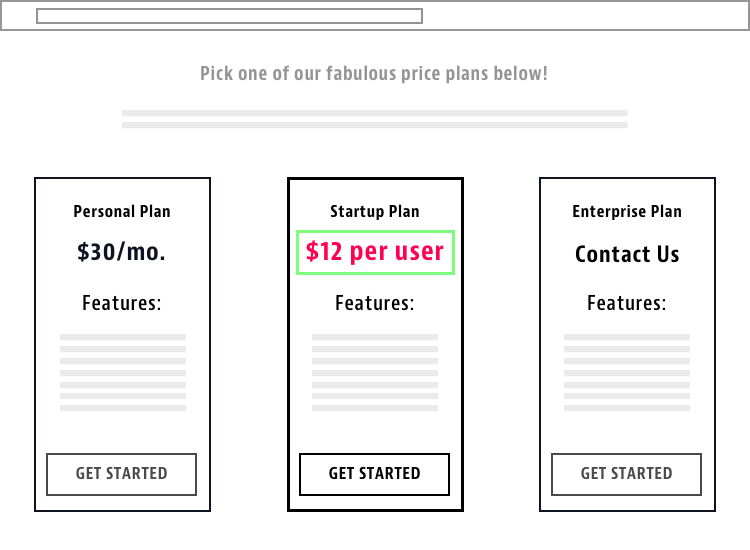 Pick one of our fabulous price plans below!
Personal Plan
$30/mo.
Features:
GET STARTED
Startup Plan
$12 per user
Features:
GET STARTED
Enterprise Plan
Contact Us
Features:
GET STARTED